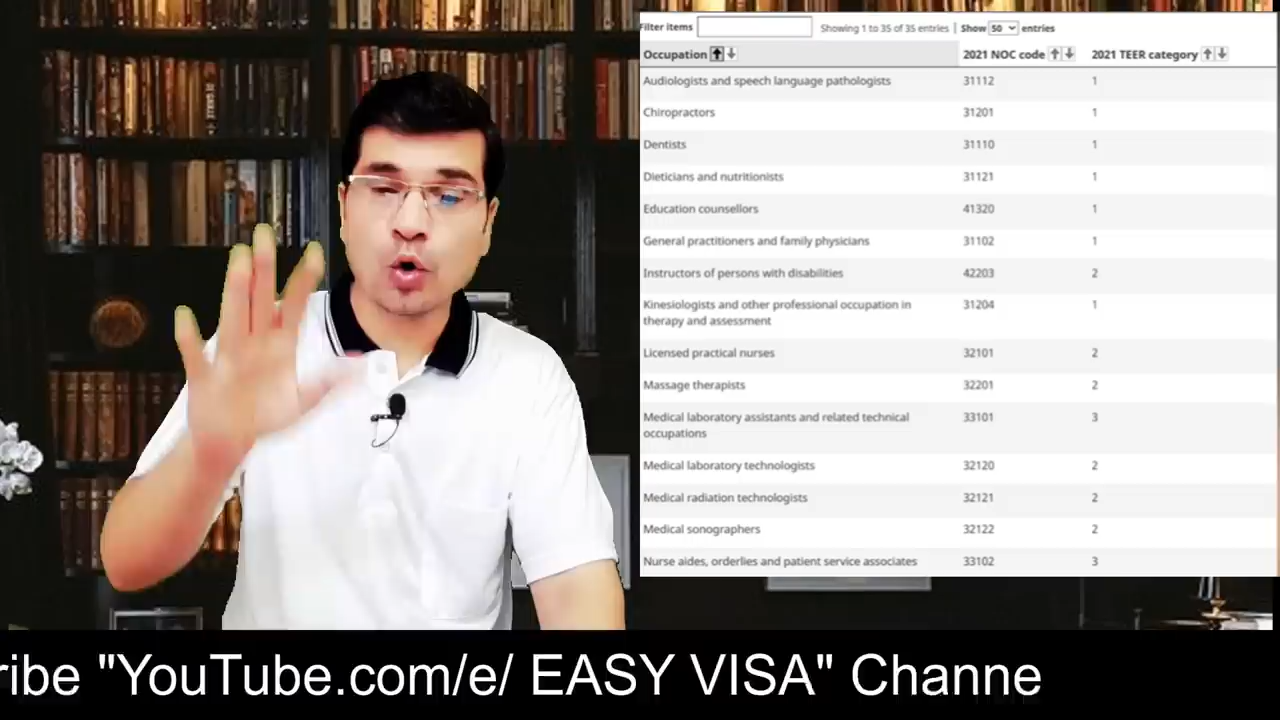 Filter items
Showing 1 to 35 of 35 entries | Show 50 entries
Occupation 2021 NOC code 2021 TEER category
Audiologists and speech language pathologists 31112 1
Chiropractors 31201 1
Dentists 31110 1
Dieticians and nutritionists 31121 1
Education counsellors 41320 1
General practitioners and family physicians 31102 1
Instructors of persons with disabilities 42203 2
Kinesiologists and other professional occupation in 31204 1
therapy and assessment
Licensed practical nurses 32101 2
Massage therapists 32201 2
Medical laboratory assistants and related technical 33101 3
occupations
Medical laboratory technologists 32120 2
Medical radiation technologists 32121 2
Medical sonographers 32122 2
Nurse aides, orderlies and patient service associates 33102 3
ribe "YouTube.com/e/ EASY VISA" Channe